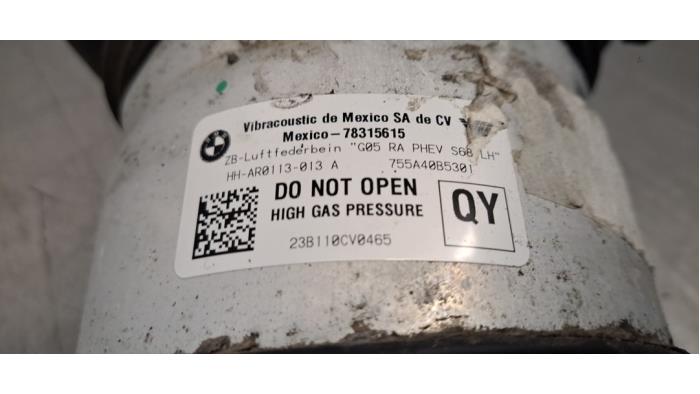 BMW
Vibracoustic de Mexico SA de CV
Mexico-78315615
ZB-Luftfederbein "G05 RA PHEV S68 LH"
HH-AR0113-013 A 755A40B5301
DO NOT OPEN
HIGH GAS PRESSURE
QY
23B110CV0465